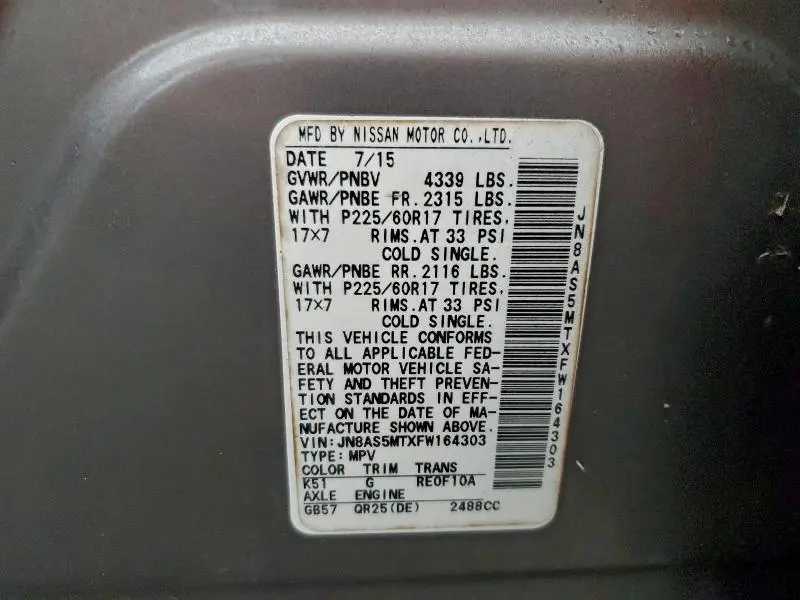 MFD BY NISSAN MOTOR CO.,LTD.
DATE 7/15
GVWR/PNBV 4339 LBS.
GAWR/PNBE FR.2315 LBS.
WITH P225/60R17 TIRES,
17×7 RIMS.AT 33 PSI
COLD SINGLE.
GAWR/PNBE RR.2116 LBS.
WITH P225/60R17 TIRES,
17×7 RIMS.AT 33 PSI
COLD SINGLE.
THIS VEHICLE CONFORMS
TO ALL APPLICABLE FED-
ERAL MOTOR VEHICLE SA-
FETY AND THEFT PREVEN-
TION STANDARDS IN EFF-
ECT ON THE DATE OF MA-
NUFACTURE SHOWN ABOVE.
VIN:JN8AS5MTXFW164303
TYPE:MPV
COLOR TRIM TRANS
K51 G RE0F10A
AXLE ENGINE
GB57 QR25(DE) 2488CC
JN8AS5MTXFW164303